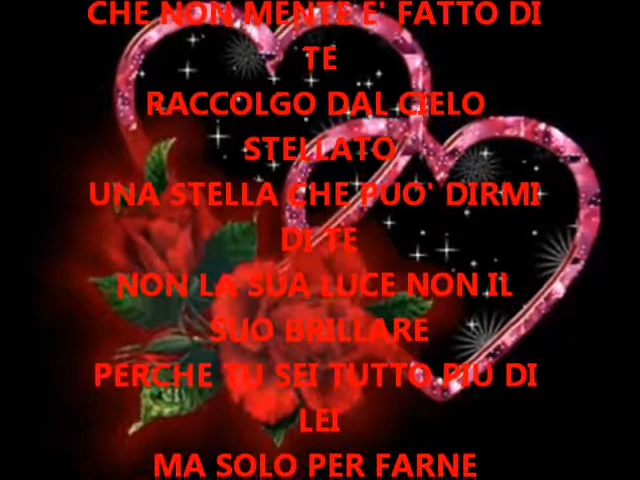 CHE NON MENTE E' FATTO DI
TE
RACCOLGO DAL CIELO
STELLATO
UNA STELLA CHE PUO' DIRMI
DI TE
NON LA SUA LUCE NON IL
SUO BRILLARE
PERCHE TU SEI TUTTO PIU DI
LEI
MA SOLO PER FARNE